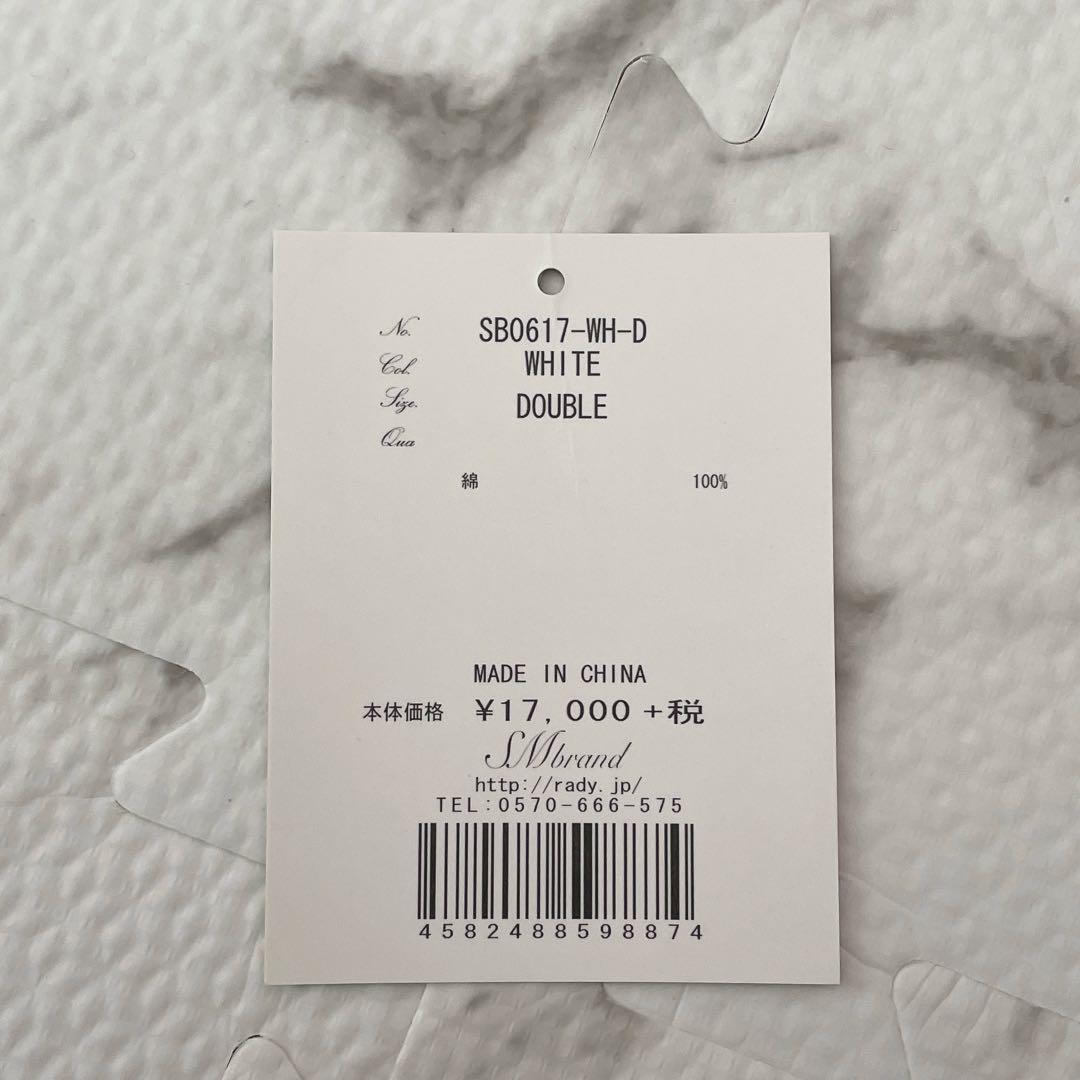 No. SB0617-WH-D
Col. WHITE
Size. DOUBLE
Qua
綿 100%
MADE IN CHINA
本体価格 ¥17,000+税
SMbrand
http://rady.jp/
TEL:0570-666-575
4582488598874